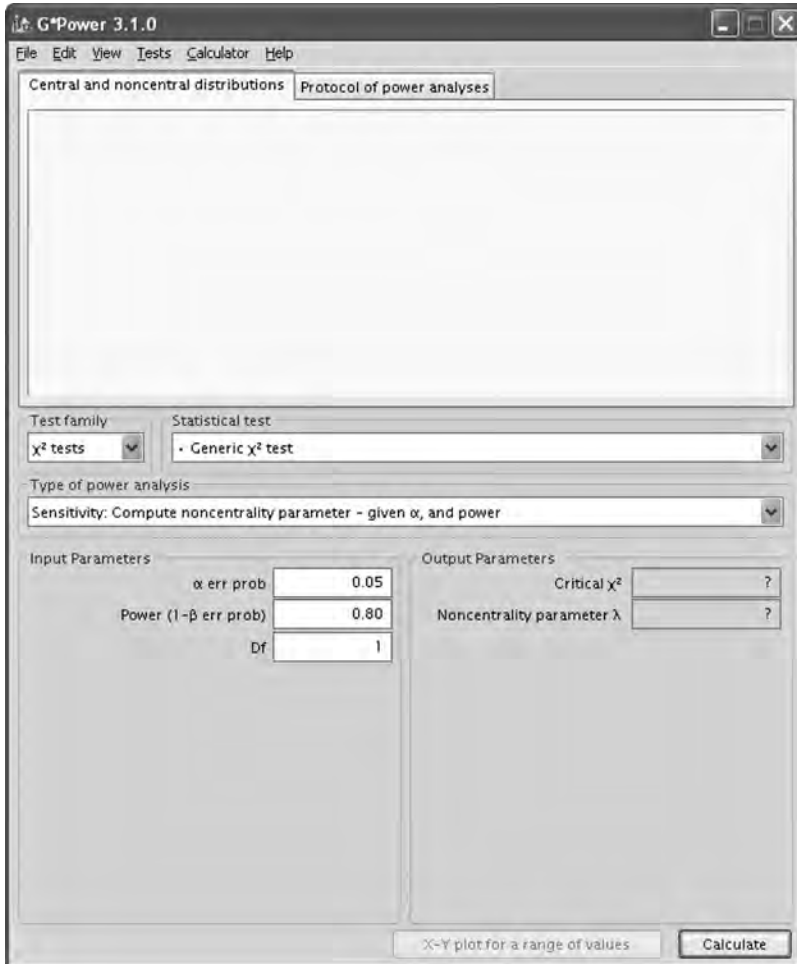 G*Power 3.1.0
File Edit View Tests Calculator Help
Central and noncentral distributions Protocol of power analyses
Test family Statistical test
χ² tests - Generic χ² test
Type of power analysis
Sensitivity: Compute noncentrality parameter - given α, and power
Input Parameters Output Parameters
α err prob 0.05 Critical χ² ?
Power (1-β err prob) 0.80 Noncentrality parameter λ ?
Df 1
X-Y plot for a range of values Calculate